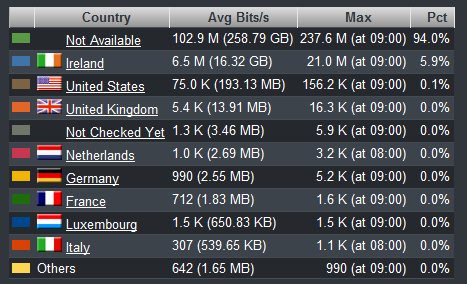 Country Avg Bits/s Max Pct
Not Available 102.9 M (258.79 GB) 237.6 M (at 09:00) 94.0%
Ireland 6.5 M (16.32 GB) 21.0 M (at 09:00) 5.9%
United States 75.0 K (193.13 MB) 156.2 K (at 09:00) 0.1%
United Kingdom 5.4 K (13.91 MB) 16.3 K (at 09:00) 0.0%
Not Checked Yet 1.3 K (3.46 MB) 5.9 K (at 09:00) 0.0%
Netherlands 1.0 K (2.69 MB) 3.2 K (at 08:00) 0.0%
Germany 990 (2.55 MB) 5.2 K (at 09:00) 0.0%
France 712 (1.83 MB) 1.6 K (at 09:00) 0.0%
Luxembourg 1.5 K (650.83 KB) 1.5 K (at 09:00) 0.0%
Italy 307 (539.65 KB) 1.1 K (at 08:00) 0.0%
Others 642 (1.65 MB) 990 (at 09:00) 0.0%